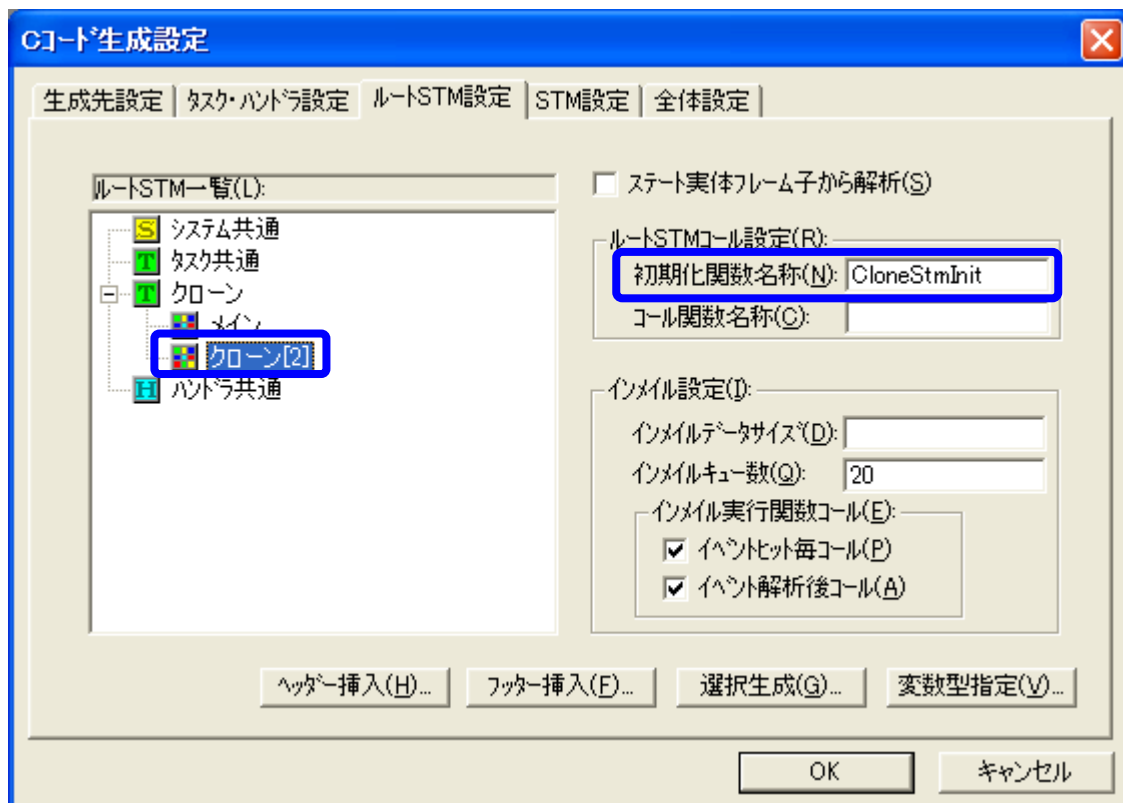 Cコード生成設定
生成先設定
タスク・ハンドラ設定
ルートSTM設定
STM設定
全体設定
ルートSTM一覧(L):
システム共通
タスク共通
クローン
メイン
クローン[2]
ハンドラ共通
ステート実体フレーム子から解析(S)
ルートSTMコール設定(R):
初期化関数名称(N): CloneStmInit
コール関数名称(C):
インメイル設定(I):
インメイルデータサイズ(D):
インメイルキュー数(Q): 20
インメイル実行関数コール(E):
イベントヒット毎コール(P)
イベント解析後コール(A)
ヘッダー挿入(H)...
フッター挿入(F)...
選択生成(G)...
変数型指定(V)...
OK
キャンセル